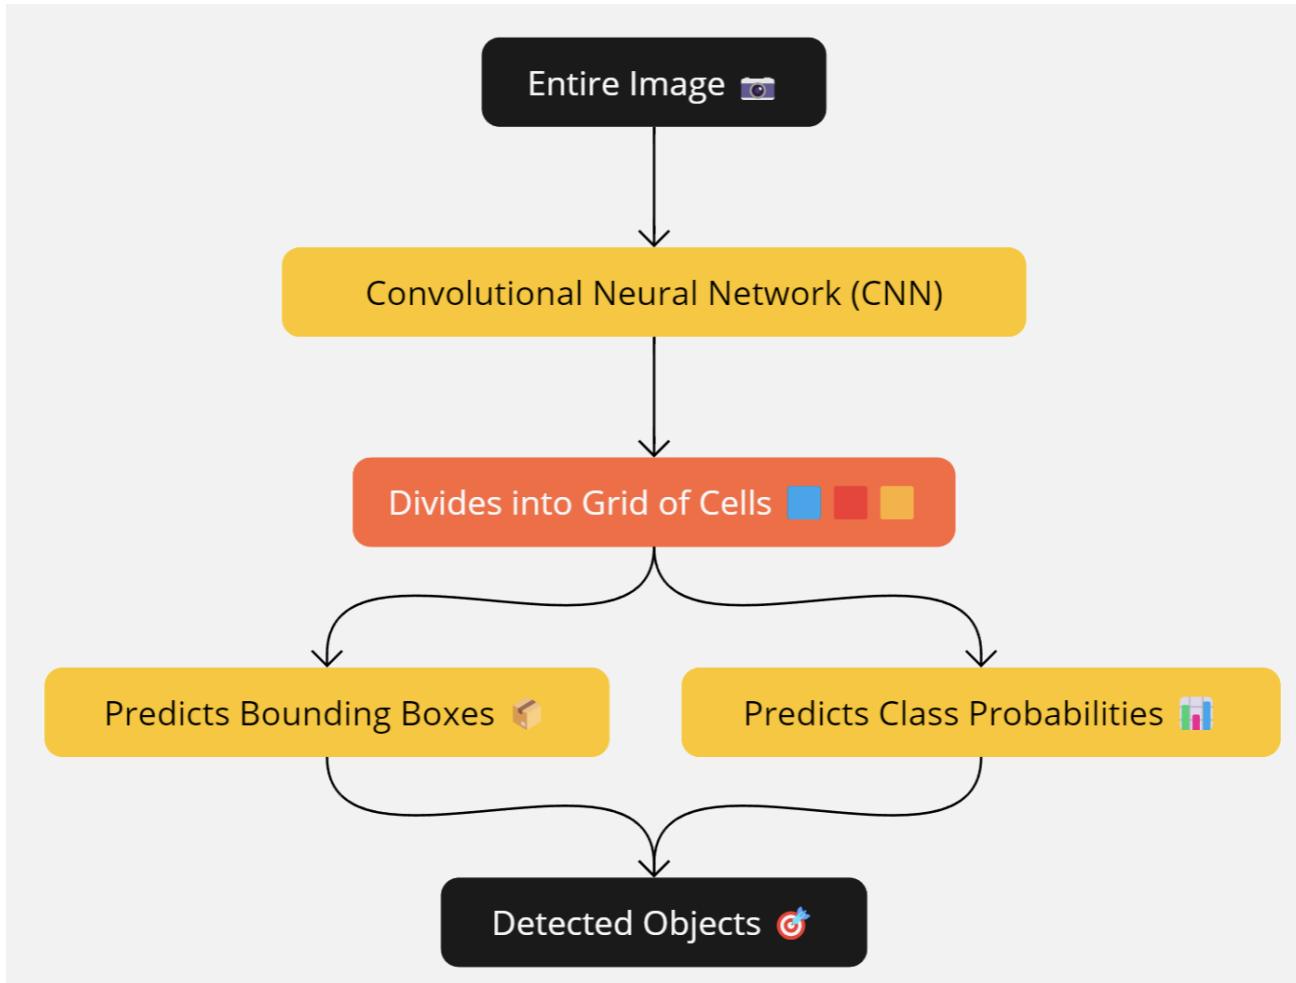 Entire Image
Convolutional Neural Network (CNN)
Divides into Grid of Cells
Predicts Bounding Boxes
Predicts Class Probabilities
Detected Objects